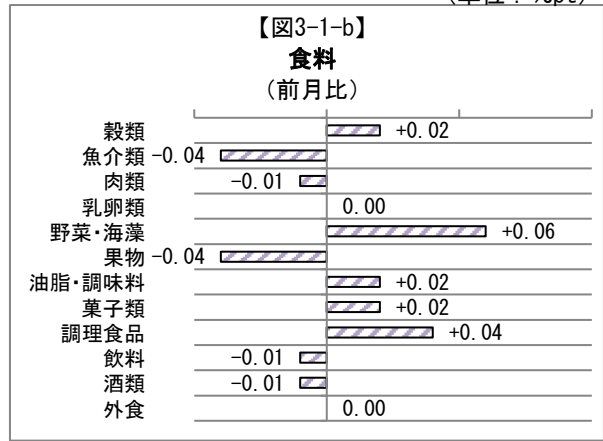 【図3-1-b】
食料
(前月比)
穀類 +0.02
魚介類 -0.04
肉類 -0.01
乳卵類 0.00
野菜・海藻 +0.06
果物 -0.04
油脂・調味料 +0.02
菓子類 +0.02
調理食品 +0.04
飲料 -0.01
酒類 -0.01
外食 0.00